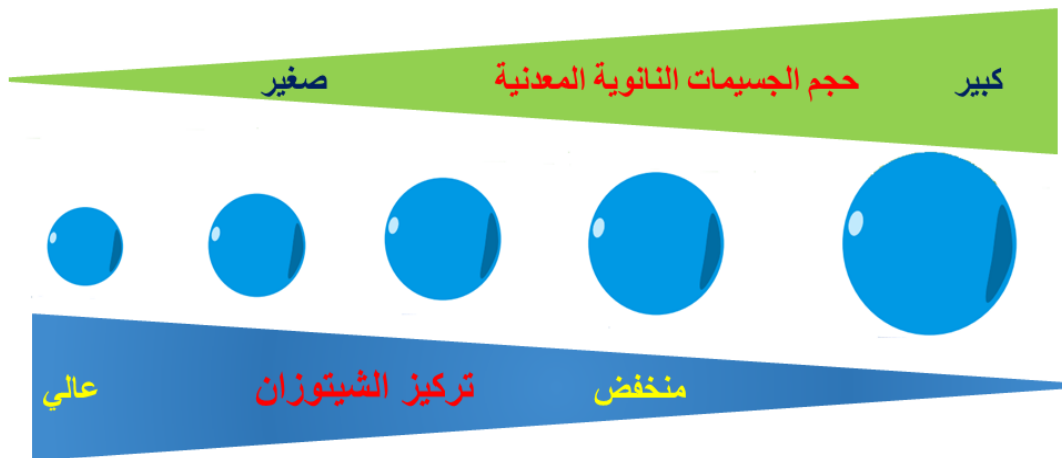 كبير حجم الجسيمات النانوية المعدنية صغير
منخفض تركيز الشيتوزان عالي